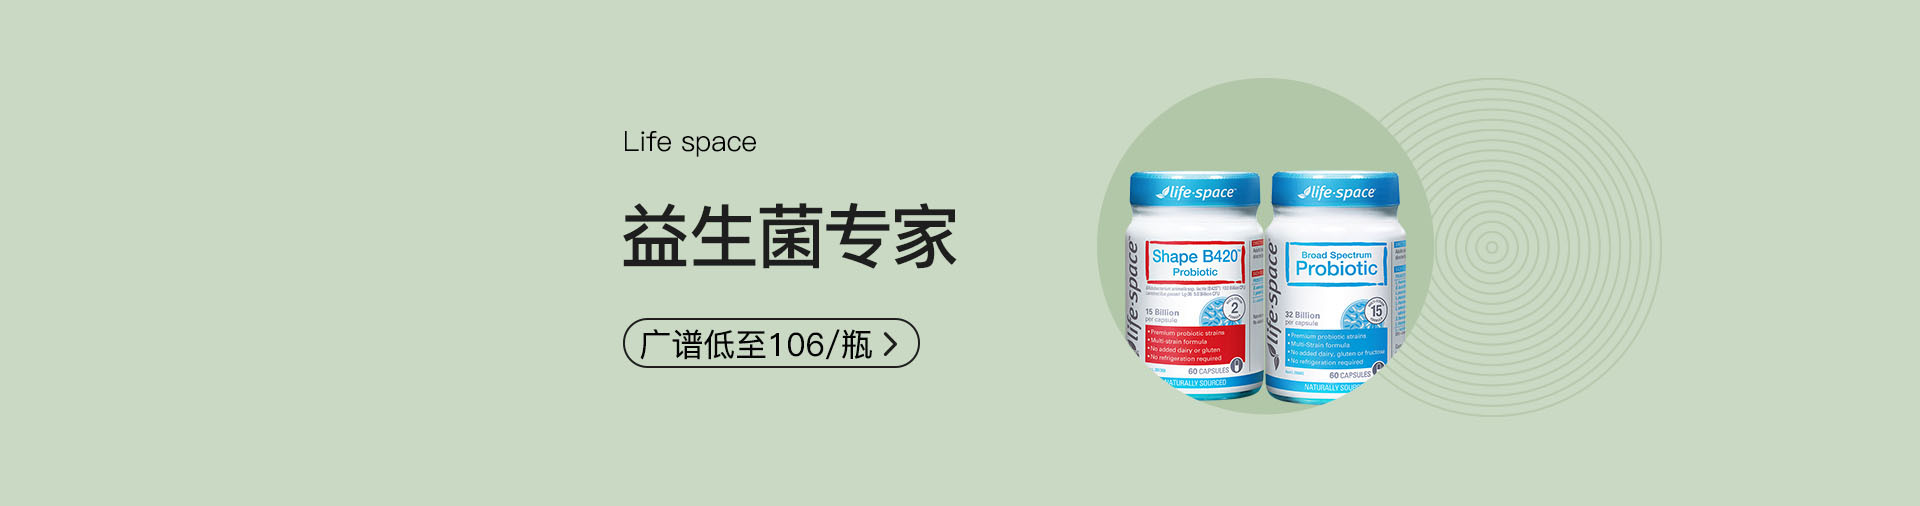 Life space
益生菌专家
广谱低至106/瓶
life·space™
life·space
Shape B420™
Probiotic
15 Billion
per capsule
2
• Premium probiotic strains
• Multi-strain formula
• No added dairy or gluten
• No refrigeration required
60 CAPSULES
NATURALLY SOURCED
life·space
life·space
Broad Spectrum
Probiotic
32 Billion
per capsule
15
• Premium probiotic strains
• Multi-Strain formula
• No added dairy, gluten or fructose
• No refrigeration required
60 CAPSULES
NATURALLY